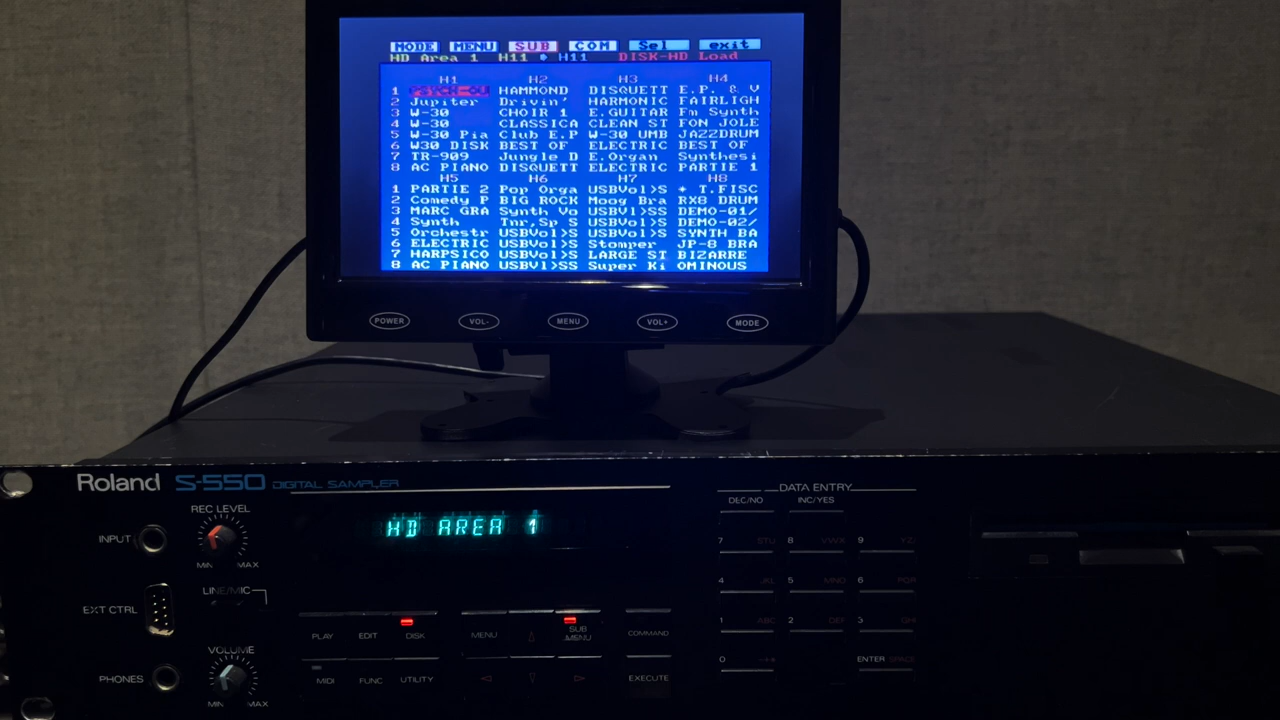 MODE MENU SUB COM Sel exit
HD Area 1 H11 H11 DISK-HD Load
H1 H2 H3 H4
1 PSYCH-OU HAMMOND DISQUETT E.P. & V
2 Jupiter Drivin' HARMONIC FAIRLIGH
3 W-30 CHOIR 1 E.GUITAR Fm Synth
4 W-30 CLASSICA CLEAN ST FON JOLE
5 W-30 Pia Club E.P W-30 UMB JAZZDRUM
6 W30 DISK BEST OF ELECTRIC BEST OF
7 TR-909 Jungle D E.Organ Synthesi
8 AC PIANO DISQUETT ELECTRIC PARTIE 1
H5 H6 H7 H8
1 PARTIE 2 Pop Orga USBVol>S * T.FISC
2 Comedy P BIG ROCK Moog Bra RX8 DRUM
3 MARC GRA Synth Vo USBVl>SS DEMO-01/
4 Synth Tnr,Sp S USBVol>S DEMO-02/
5 Orchestr USBVol>S USBVol>S SYNTH BA
6 ELECTRIC USBVol>S Stomper JP-8 BRA
7 HARPSICO USBVol>S LARGE ST BIZARRE
8 AC PIANO USBVl>SS Super Ki OMINOUS
POWER VOL- MENU VOL+ MODE
Roland S-550 DIGITAL SAMPLER
DATA ENTRY
DEC/NO INC/YES
REC LEVEL
INPUT
MIN MAX
HD AREA 1
7 STU 8 VWX 9 YZ
4 JKL 5 MNO 6 PQR
LINE/MIC
EXT CTRL
1 ABC 2 DEF 3 GHI
PLAY EDIT DISK MENU SUB MENU COMMAND
VOLUME
0 ENTER SPACE
PHONES
MIDI FUNC UTILITY EXECUTE
MIN MAX